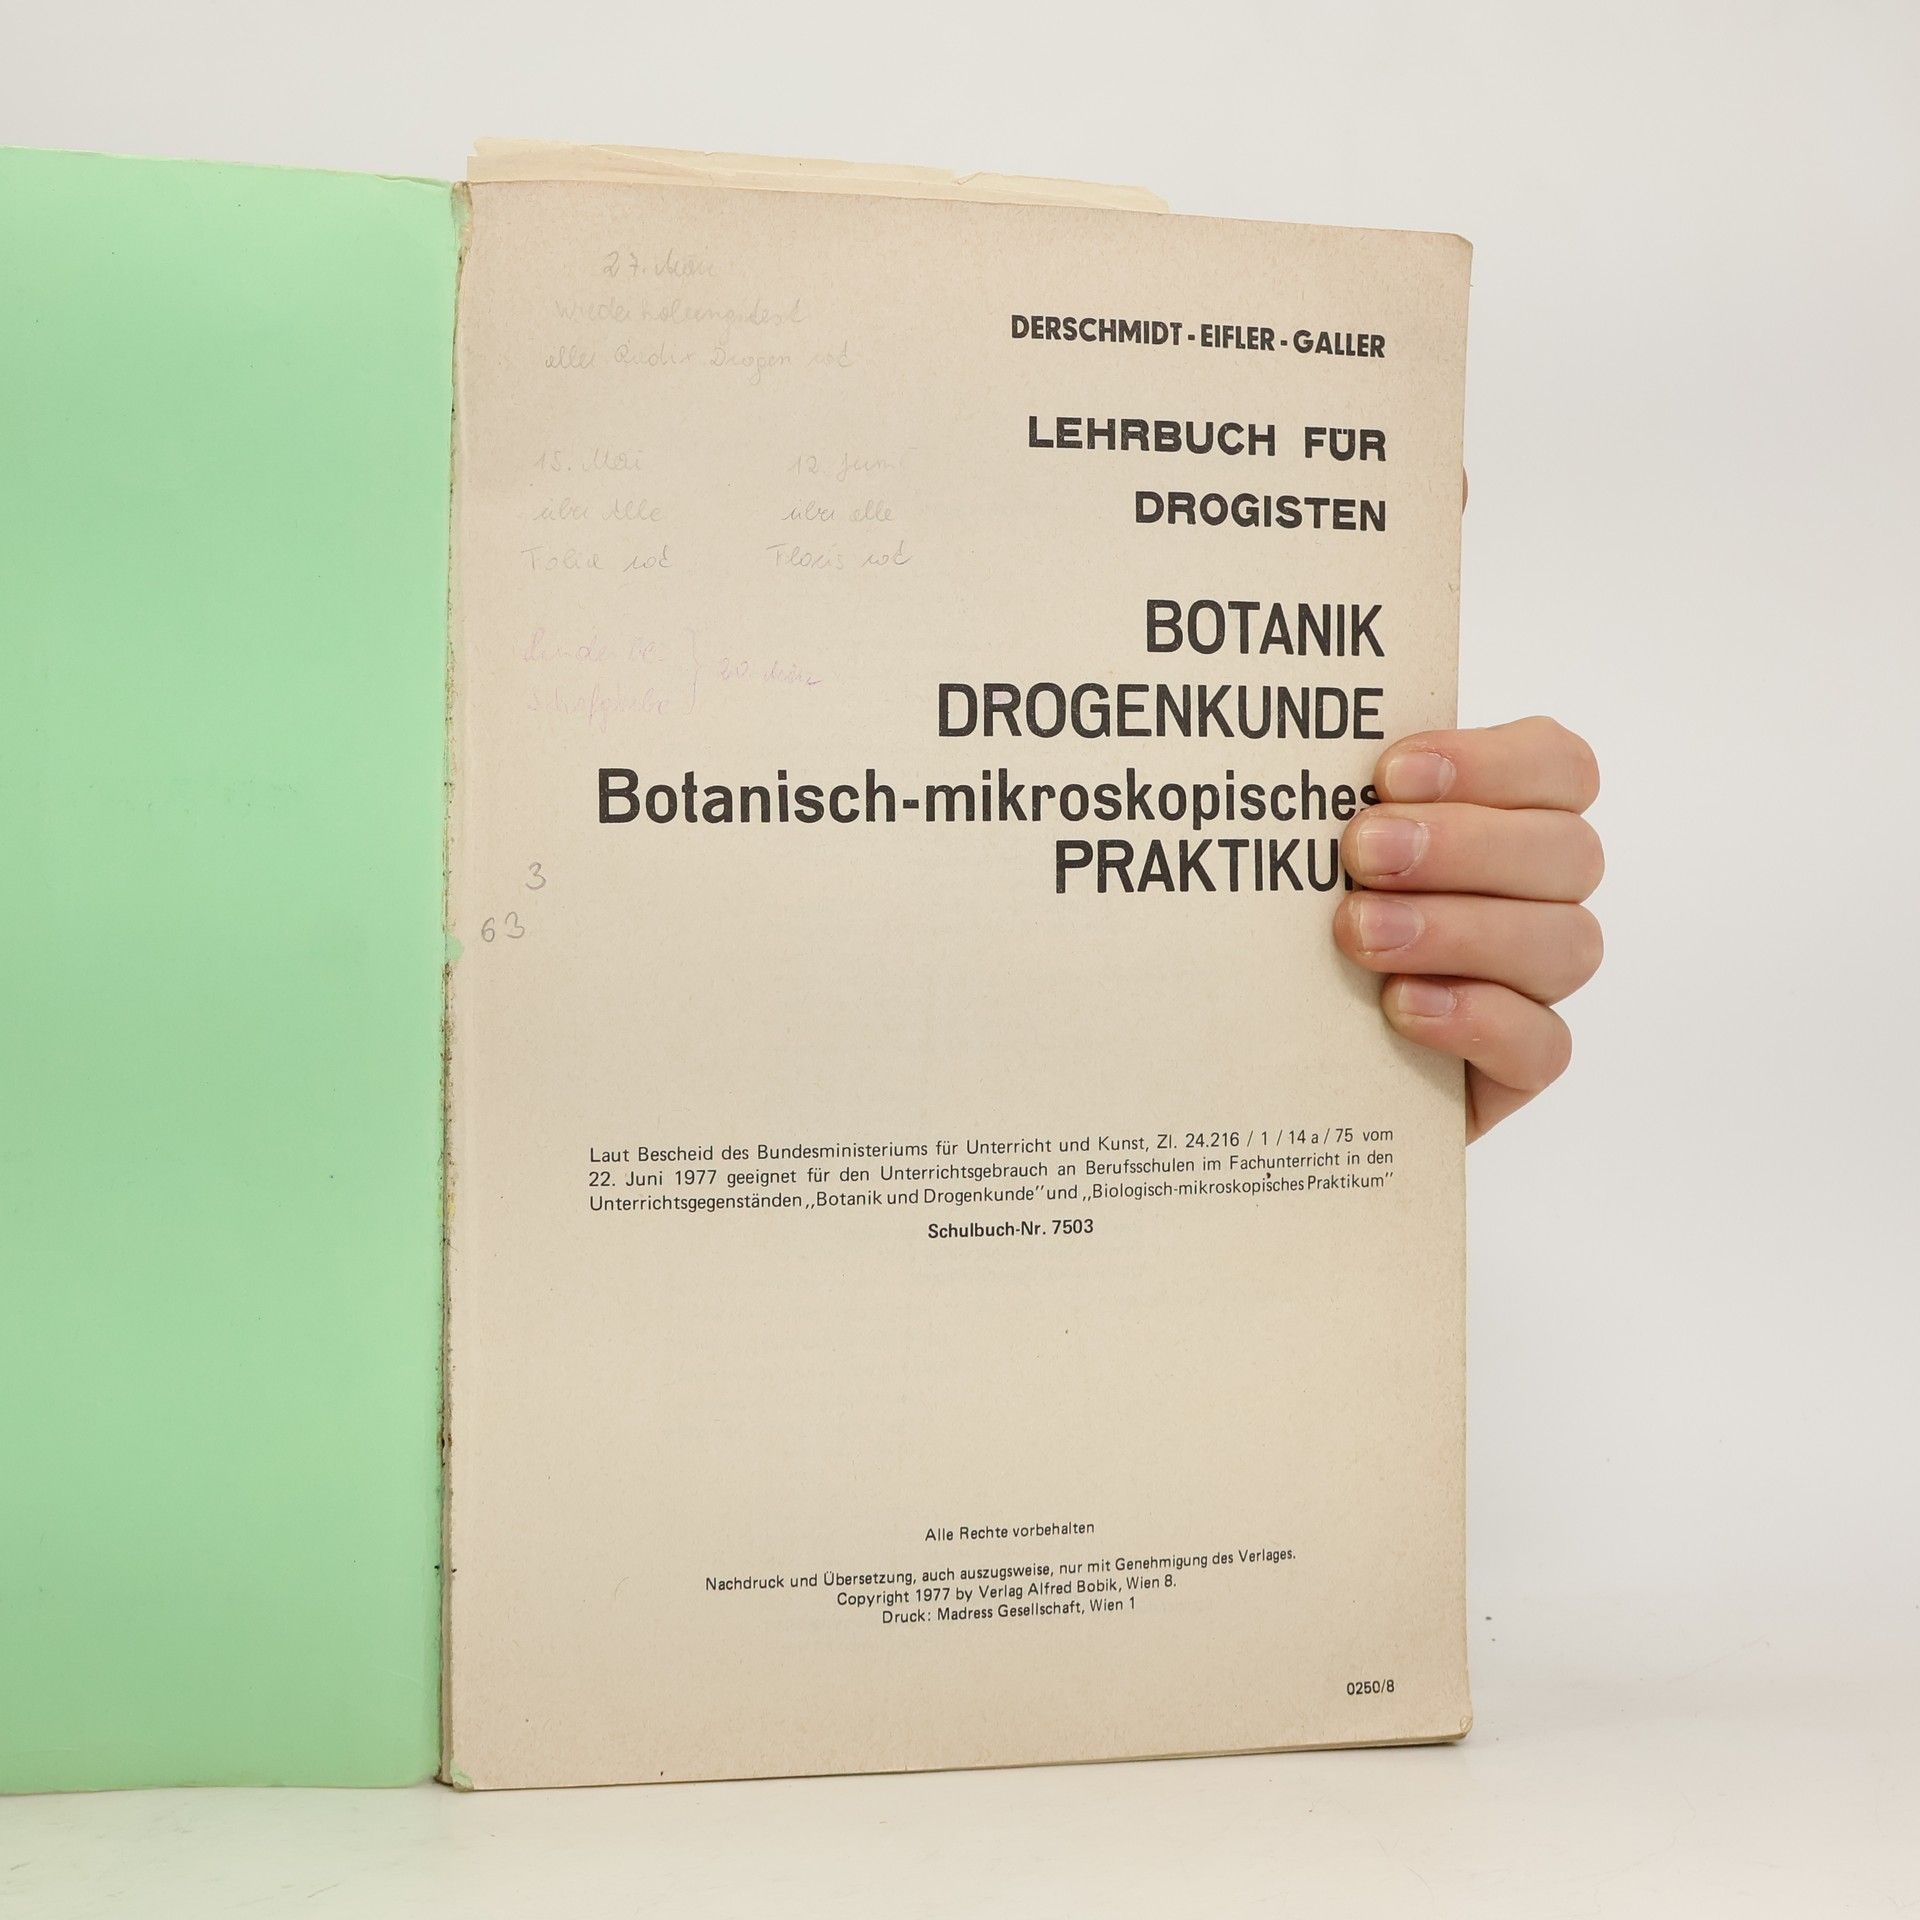 27. März
Wiederholungstest
alle Radix Drogen
DERSCHMIDT - EIFLER - GALLER
LEHRBUCH FÜR
DROGISTEN
15. Mai
über Alle
Folia
12. Juni
über alle
Floris
BOTANIK
DROGENKUNDE
Botanisch-mikroskopisches
PRAKTIKUM
Schafgarbe
3
63
Laut Bescheid des Bundesministeriums für Unterricht und Kunst, Zl. 24.216 / 1 / 14 a / 75 vom
22. Juni 1977 geeignet für den Unterrichtsgebrauch an Berufsschulen im Fachunterricht in den
Unterrichtsgegenständen „Botanik und Drogenkunde" und „Biologisch-mikroskopisches Praktikum"
Schulbuch-Nr. 7503
Alle Rechte vorbehalten
Nachdruck und Übersetzung, auch auszugsweise, nur mit Genehmigung des Verlages.
Copyright 1977 by Verlag Alfred Bobik, Wien 8.
Druck: Madress Gesellschaft, Wien 1
0250/8